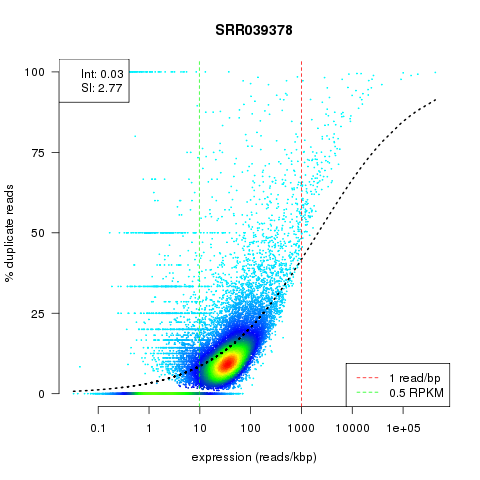 SRR039378
Int: 0.03
Sl: 2.77
100
75
50
25
0
% duplicate reads
0.1 1 10 100 1000 10000 1e+05
expression (reads/kbp)
1 read/bp
0.5 RPKM